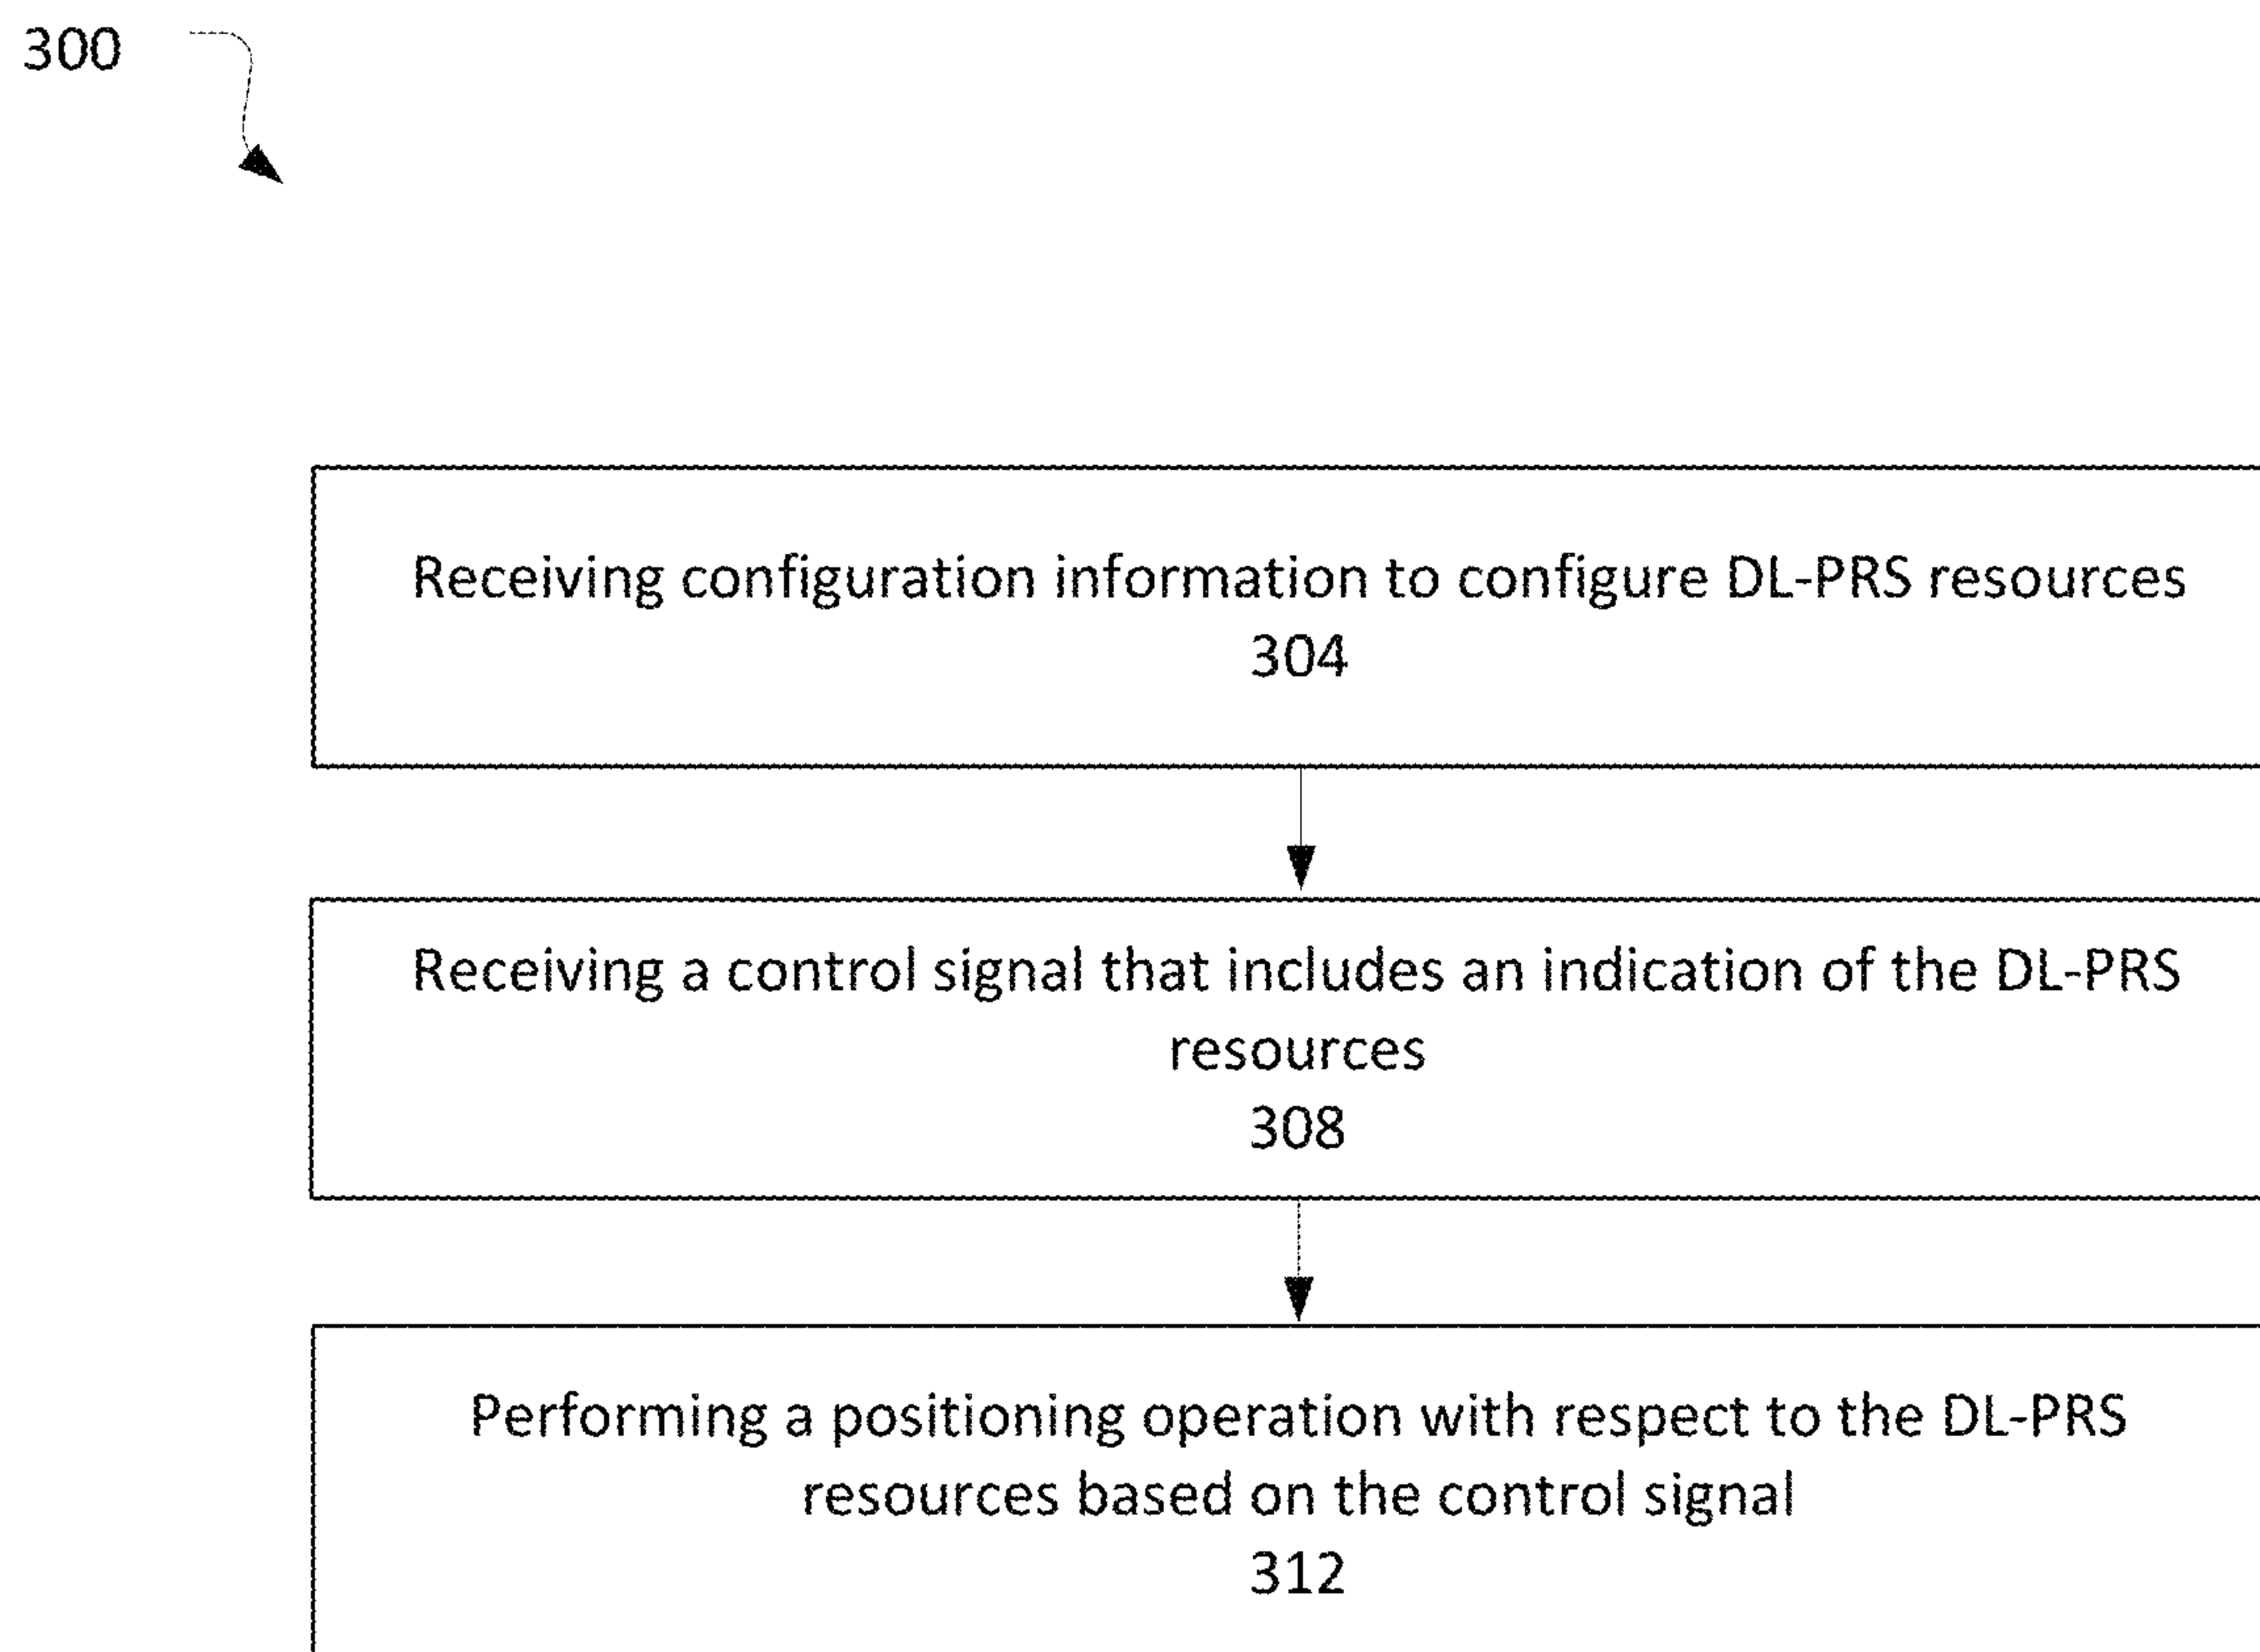 300
Receiving configuration information to configure DL-PRS resources
304
Receiving a control signal that includes an indication of the DL-PRS
resources
308
Performing a positioning operation with respect to the DL-PRS
resources based on the control signal
312